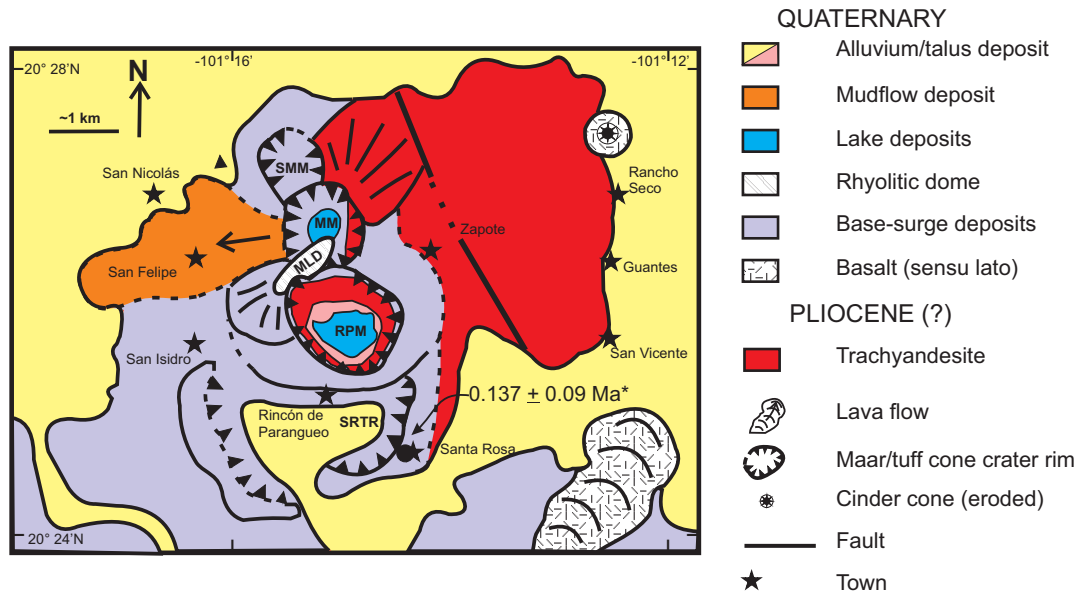 -101° 16'
-101° 12'
20° 28'N
N
~1 km
SMM
San Nicolás
Rancho
Seco
MM
Zapote
MLD
San Felipe
Guantes
RPM
San Isidro
San Vicente
0.137 ± 0.09 Ma*
Rincón de
Parangueo
SRTR
Santa Rosa
20° 24'N
QUATERNARY
Alluvium/talus deposit
Mudflow deposit
Lake deposits
Rhyolitic dome
Base-surge deposits
Basalt (sensu lato)
PLIOCENE (?)
Trachyandesite
Lava flow
Maar/tuff cone crater rim
Cinder cone (eroded)
Fault
Town